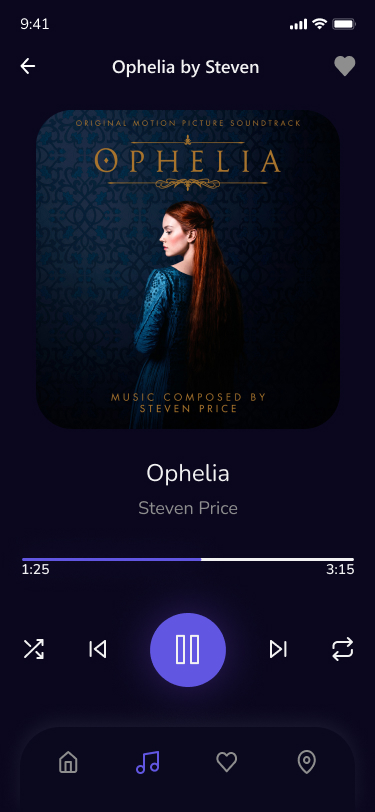 9:41
Ophelia by Steven
ORIGINAL MOTION PICTURE SOUNDTRACK
OPHELIA
MUSIC COMPOSED BY
STEVEN PRICE
Ophelia
Steven Price
1:25 3:15